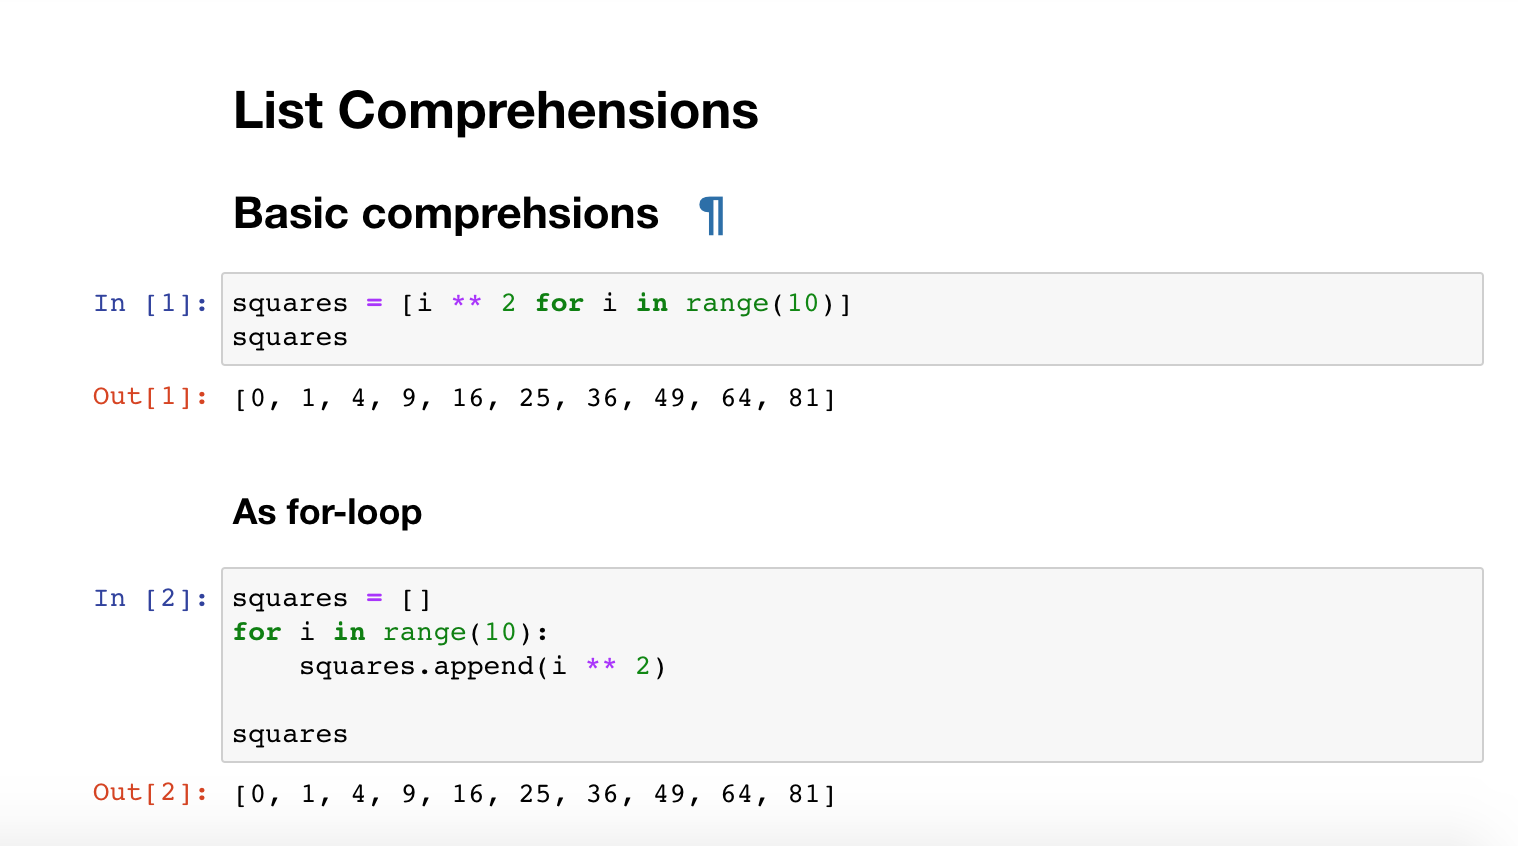 List Comprehensions
Basic comprehsions ¶
In [1]: squares = [i ** 2 for i in range(10)]
squares
Out[1]: [0, 1, 4, 9, 16, 25, 36, 49, 64, 81]
As for-loop
In [2]: squares = []
for i in range(10):
    squares.append(i ** 2)
squares
Out[2]: [0, 1, 4, 9, 16, 25, 36, 49, 64, 81]